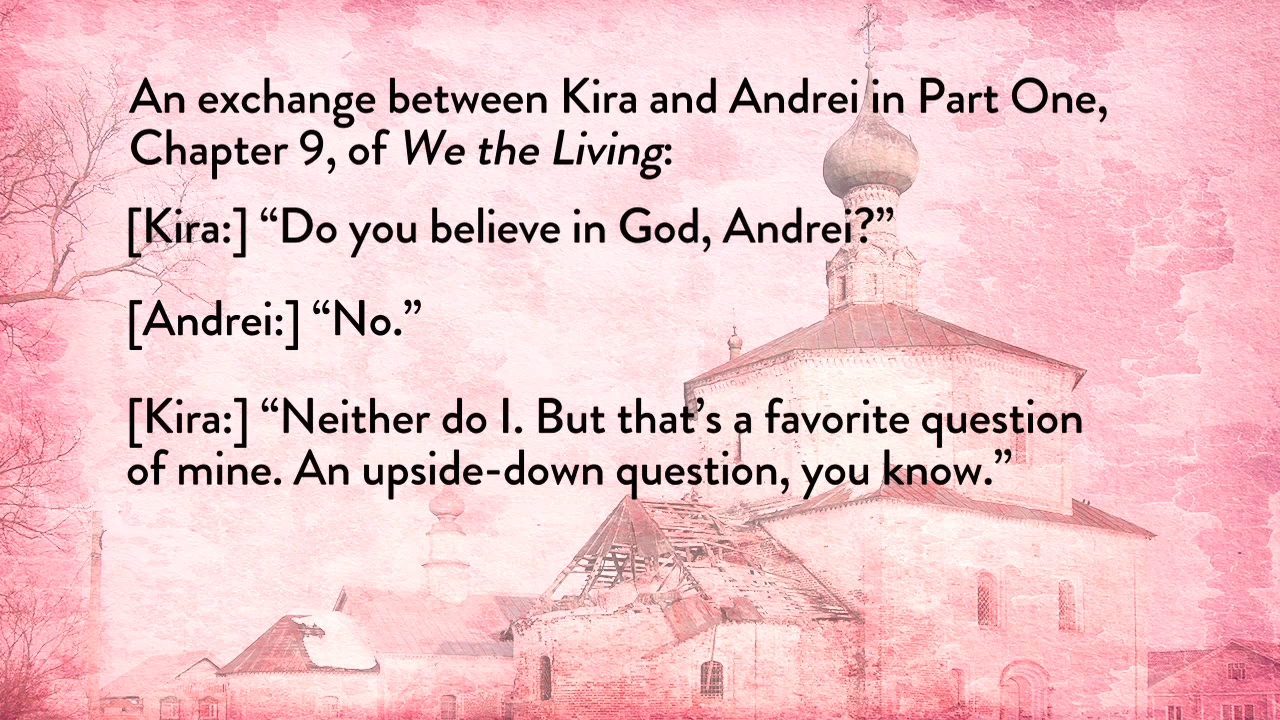 An exchange between Kira and Andrei in Part One,
Chapter 9, of We the Living:
[Kira:] “Do you believe in God, Andrei?”
[Andrei:] “No.”
[Kira:] “Neither do I. But that’s a favorite question
of mine. An upside-down question, you know.”